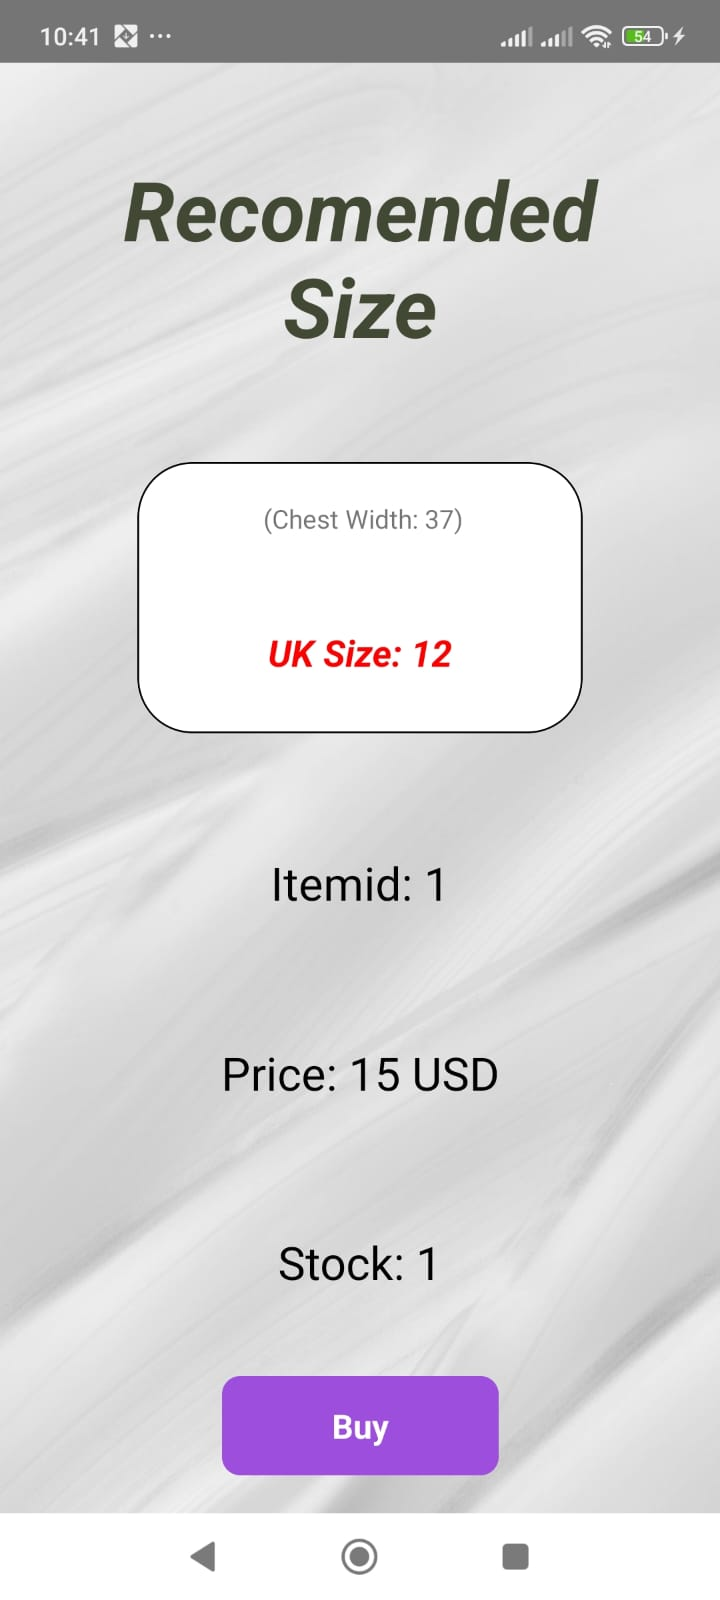 10:41 ...
54
Recomended
Size
(Chest Width: 37)
UK Size: 12
Itemid: 1
Price: 15 USD
Stock: 1
Buy